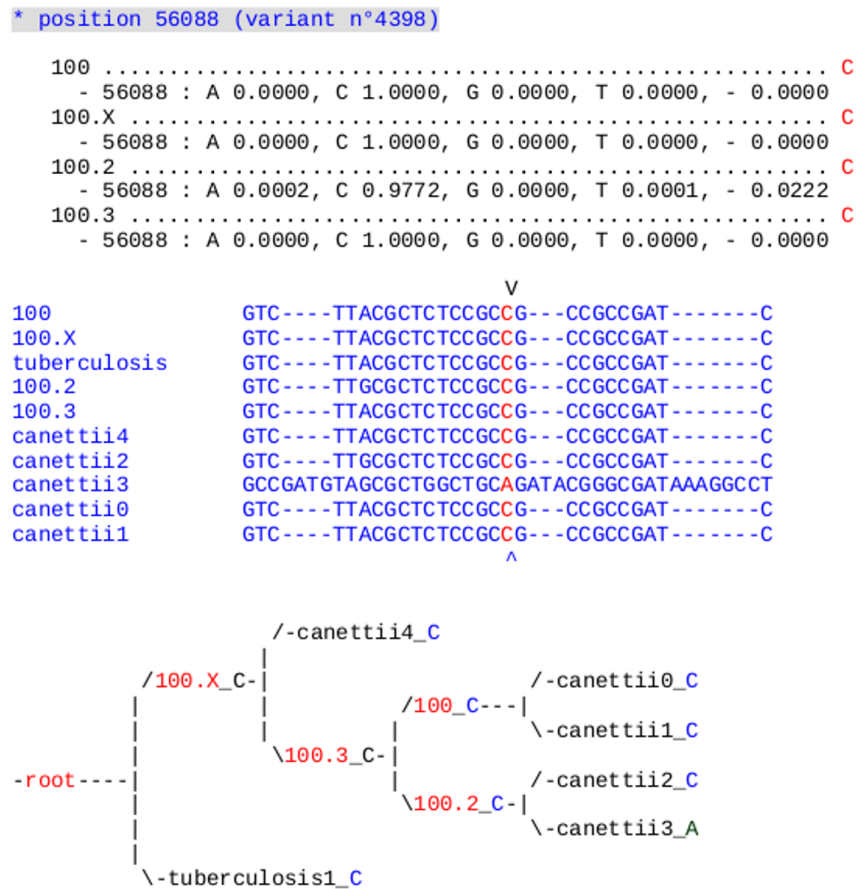 * position 56088 (variant n°4398)
100 ........................................................ C
- 56088 : A 0.0000, C 1.0000, G 0.0000, T 0.0000, - 0.0000
100.X ...................................................... C
- 56088 : A 0.0000, C 1.0000, G 0.0000, T 0.0000, - 0.0000
100.2 ...................................................... C
- 56088 : A 0.0002, C 0.9772, G 0.0000, T 0.0001, - 0.0222
100.3 ...................................................... C
- 56088 : A 0.0000, C 1.0000, G 0.0000, T 0.0000, - 0.0000
V
100 GTC----TTACGCTCTCCGCCG---CCGCCGAT-------C
100.X GTC----TTACGCTCTCCGCCG---CCGCCGAT-------C
tuberculosis GTC----TTACGCTCTCCGCCG---CCGCCGAT-------C
100.2 GTC----TTGCGCTCTCCGCCG---CCGCCGAT-------C
100.3 GTC----TTACGCTCTCCGCCG---CCGCCGAT-------C
canettii4 GTC----TTACGCTCTCCGCCG---CCGCCGAT-------C
canettii2 GTC----TTGCGCTCTCCGCCG---CCGCCGAT-------C
canettii3 GCCGATGTAGCGCTGGCTGCAGATACGGGCGATAAAGGCCT
canettii0 GTC----TTACGCTCTCCGCCG---CCGCCGAT-------C
canettii1 GTC----TTACGCTCTCCGCCG---CCGCCGAT-------C
^
/-canettii4_C
|
/100.X_C-| /-canettii0_C
| | /100_C---|
| | | \-canettii1_C
| \100.3_C-|
-root----| | /-canettii2_C
| \100.2_C-|
| \-canettii3_A
|
\-tuberculosis1_C